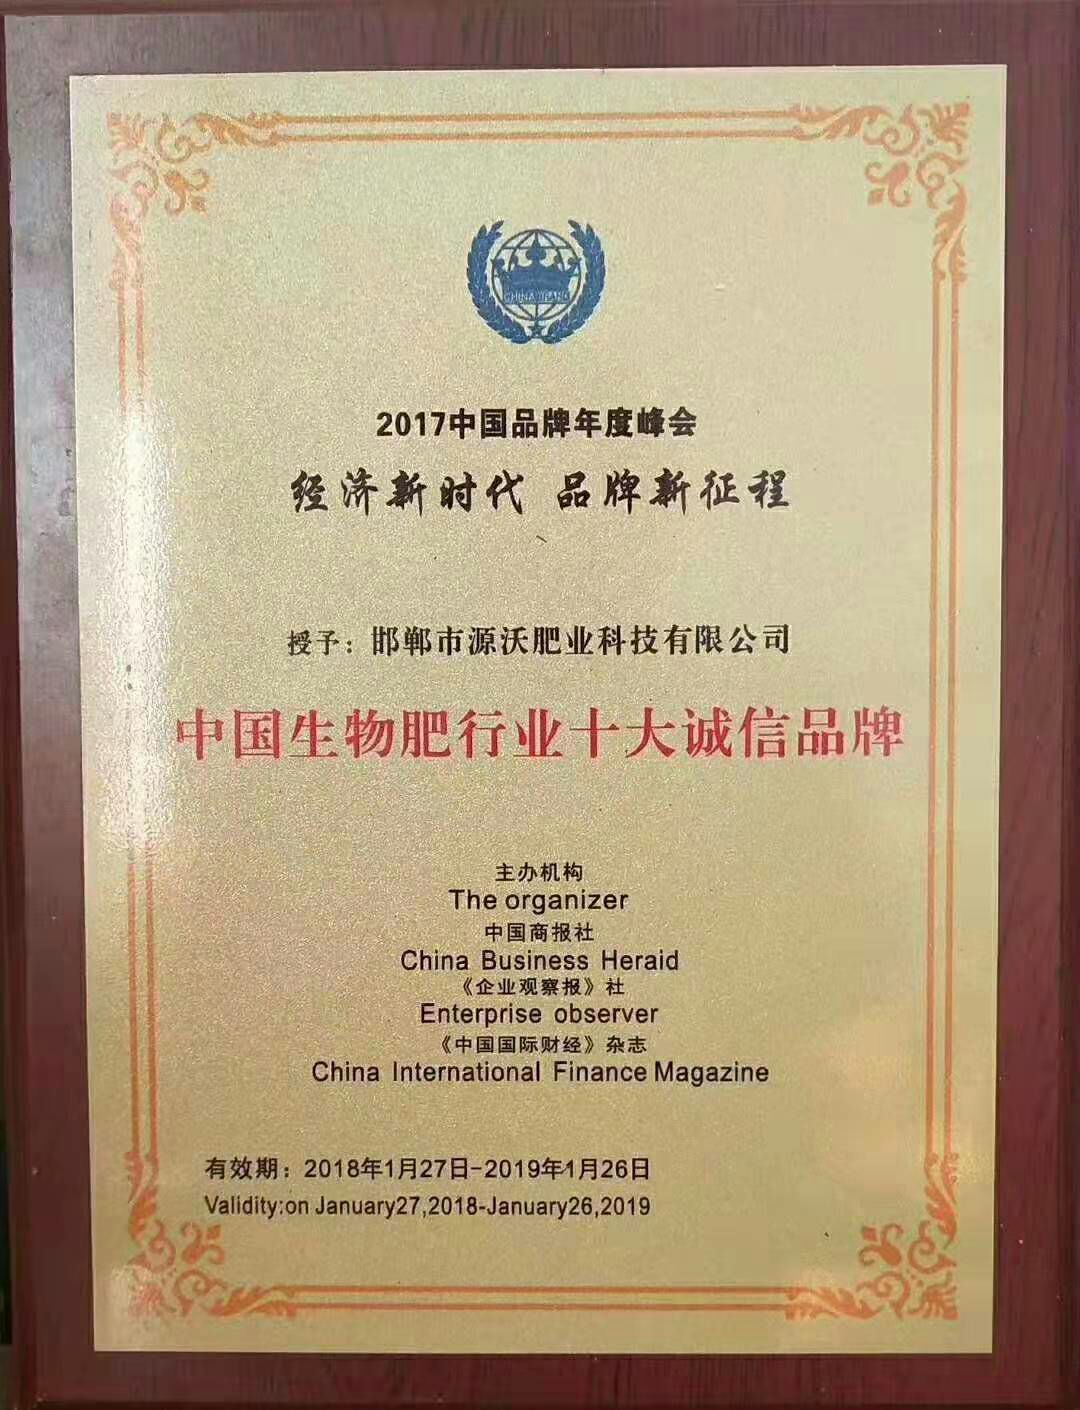 CHINA BRAND
2017中国品牌年度峰会
经济新时代 品牌新征程
授予：邯郸市源沃肥业科技有限公司
中国生物肥行业十大诚信品牌
主办机构
The organizer
中国商报社
China Business Heraid
《企业观察报》社
Enterprise observer
《中国国际财经》杂志
China International Finance Magazine
有效期：2018年1月27日-2019年1月26日
Validity:on January27,2018-January26,2019